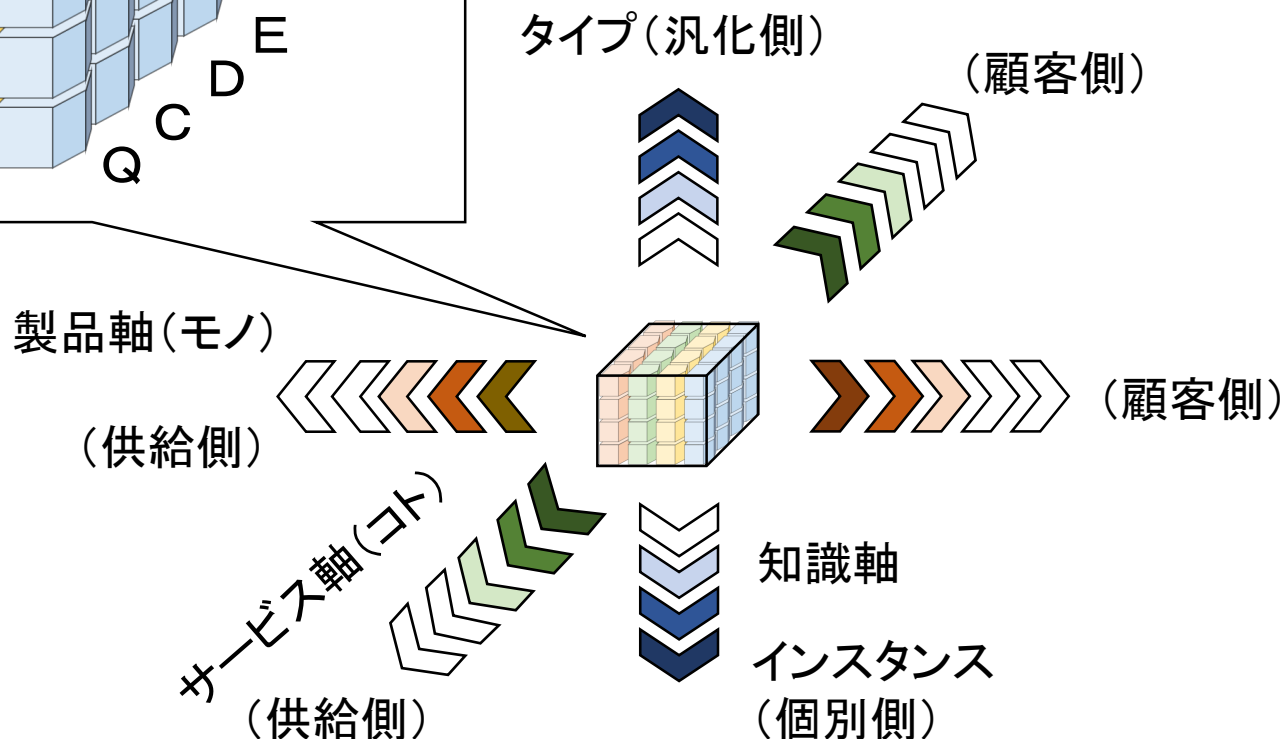 E
D
C
Q
タイプ(汎化側)
(顧客側)
製品軸(モノ)
(供給側)
(顧客側)
サービス軸(コト)
(供給側)
知識軸
インスタンス
(個別側)